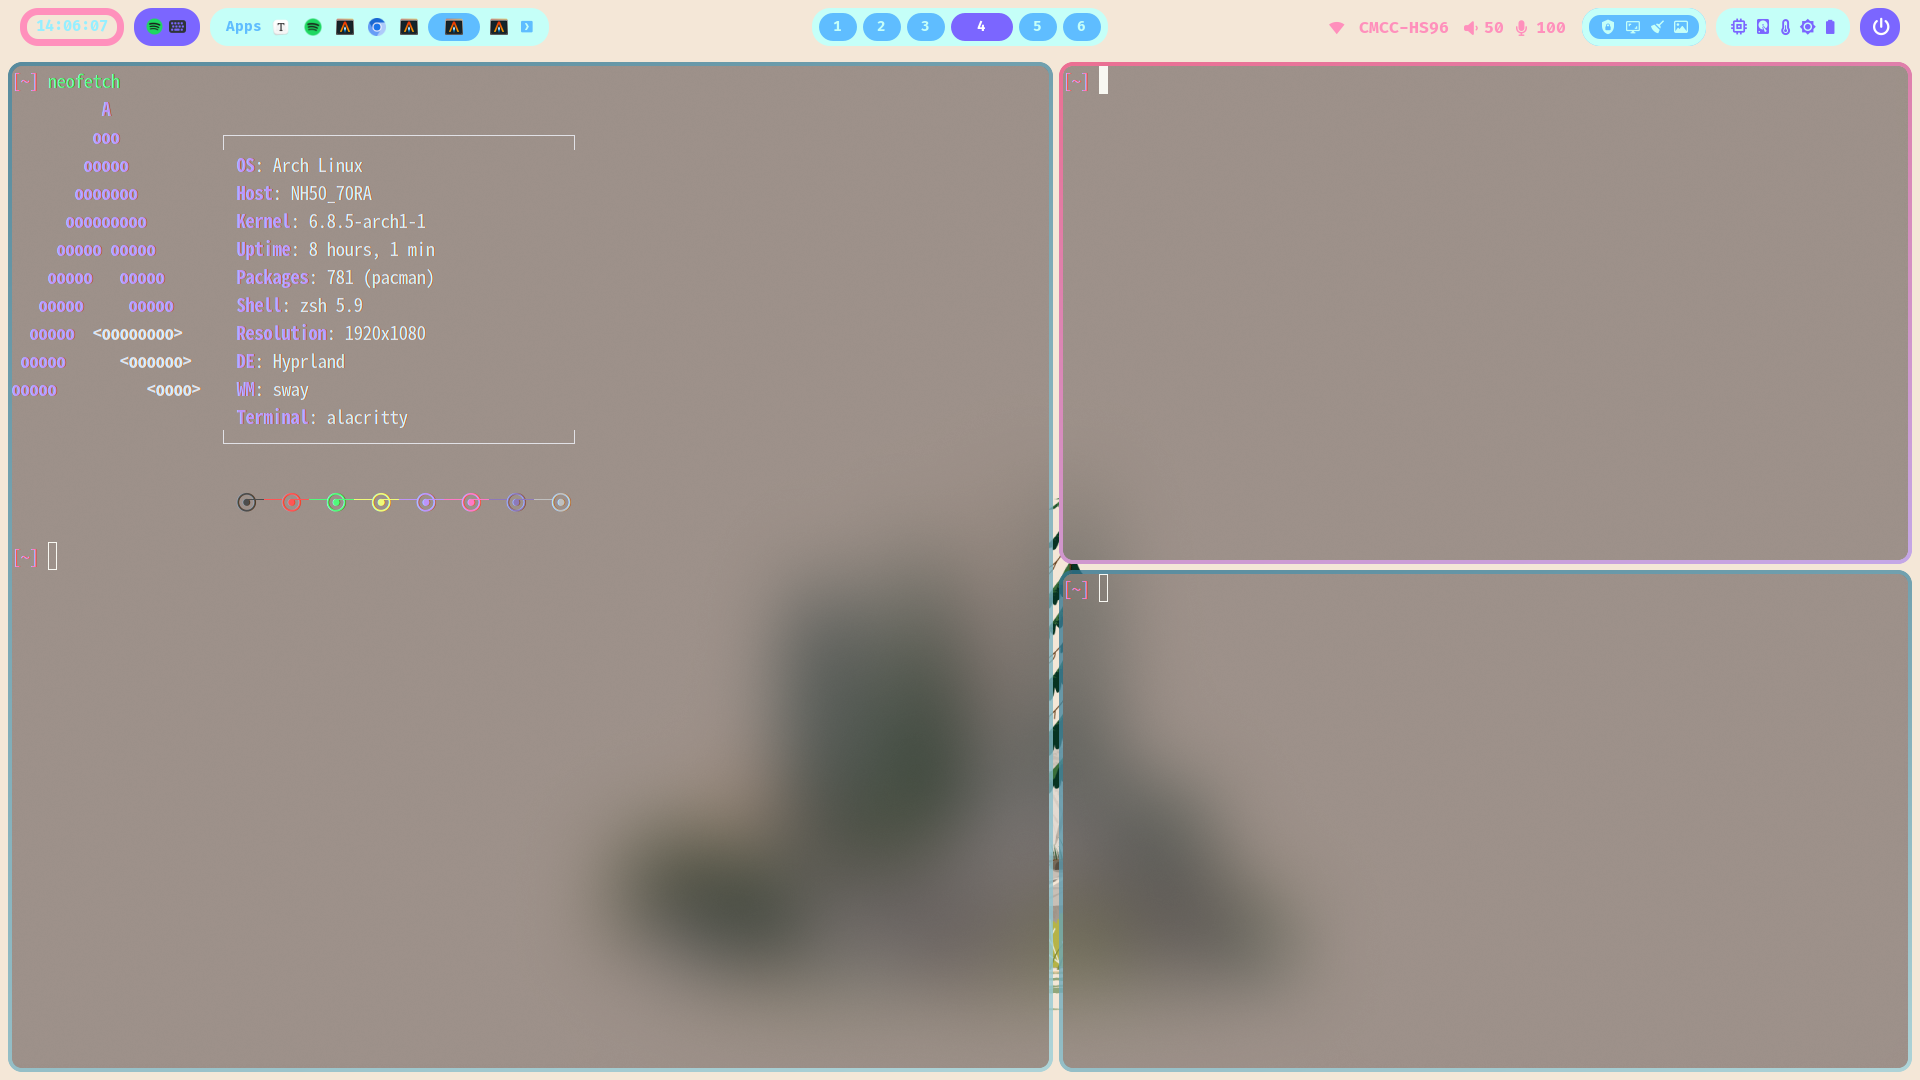 14:06:07
Apps
1 2 3 4 5 6
CMCC-HS96 50 100
[~] neofetch
A
ooo
ooooo
OS: Arch Linux
ooooooo
Host: NH50_70RA
ooooooooo
Kernel: 6.8.5-arch1-1
ooooo ooooo
Uptime: 8 hours, 1 min
ooooo ooooo
Packages: 781 (pacman)
ooooo ooooo
Shell: zsh 5.9
ooooo <oooooooo>
Resolution: 1920x1080
ooooo <oooooo>
DE: Hyprland
ooooo <oooo>
WM: sway
Terminal: alacritty
[~]
[~]
[~]